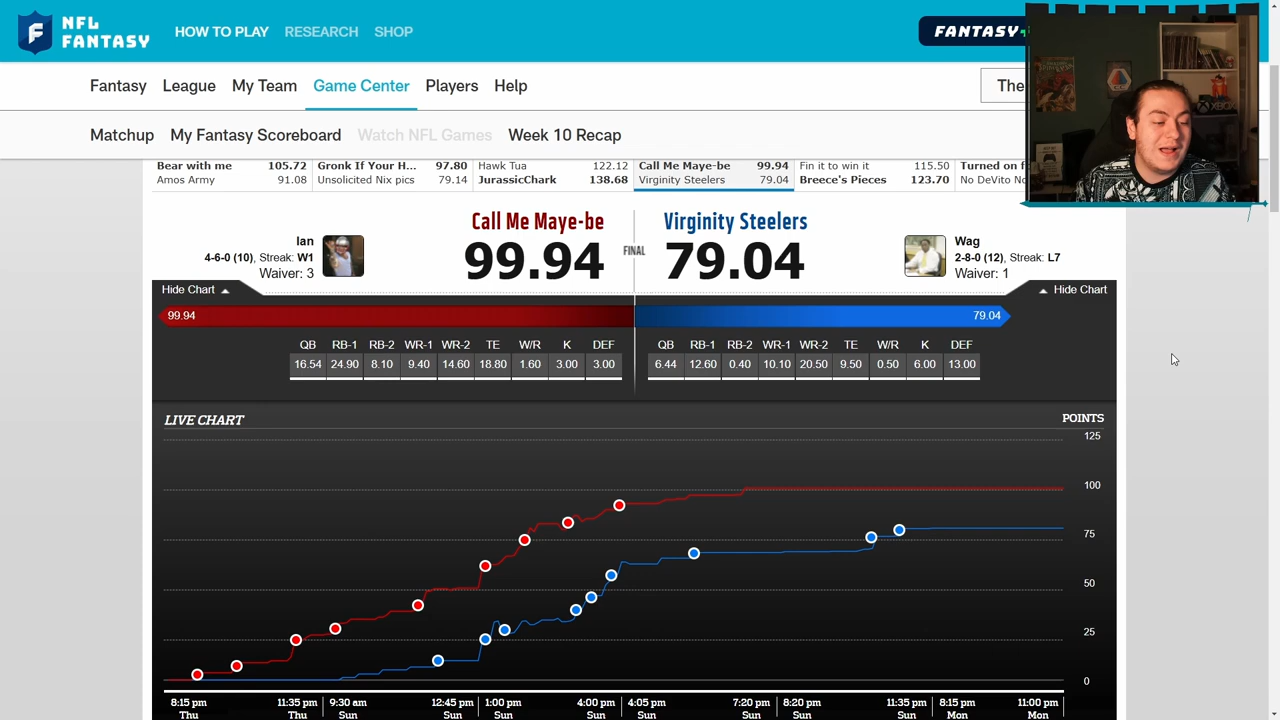 NFL FANTASY
HOW TO PLAY RESEARCH SHOP
FANTASY+
Fantasy League My Team Game Center Players Help
The
Matchup My Fantasy Scoreboard Watch NFL Games Week 10 Recap
Bear with me 105.72 Gronk If Your H... 97.80 Hawk Tua 122.12 Call Me Maye-be 99.94 Fin it to win it 115.50 Turned on f
Amos Army 91.08 Unsolicited Nix pics 79.14 JurassicChark 138.68 Virginity Steelers 79.04 Breece's Pieces 123.70 No DeVito No
Call Me Maye-be Virginity Steelers
Ian Wag
4-6-0 (10), Streak: W1 99.94 FINAL 79.04 2-8-0 (12), Streak: L7
Waiver: 3 Waiver: 1
Hide Chart Hide Chart
99.94 79.04
QB RB-1 RB-2 WR-1 WR-2 TE W/R K DEF QB RB-1 RB-2 WR-1 WR-2 TE W/R K DEF
16.54 24.90 8.10 9.40 14.60 18.80 1.60 3.00 3.00 6.44 12.60 0.40 10.10 20.50 9.50 0.50 6.00 13.00
LIVE CHART POINTS
125
100
75
50
25
0
8:15 pm 11:35 pm 9:30 am 12:45 pm 1:00 pm 4:00 pm 4:05 pm 7:20 pm 8:20 pm 11:35 pm 8:15 pm 11:00 pm
Thu Thu Sun Sun Sun Sun Sun Sun Sun Sun Mon Mon